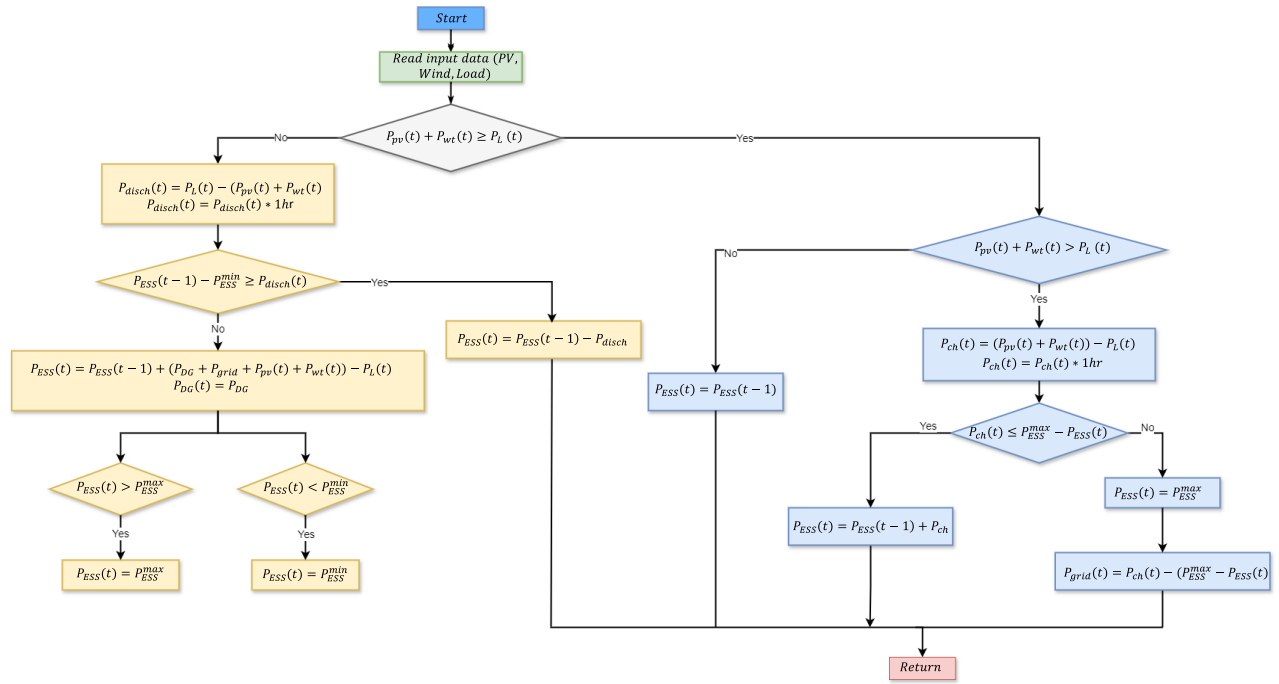 Start
Read input data (PV,
Wind, Load)
P_pv(t) + P_wt(t) ≥ P_L (t)
No
Yes
P_disch(t) = P_L(t) − (P_pv(t) + P_wt(t)
P_disch(t) = P_disch(t) * 1hr
P_ESS(t − 1) − P_ESS^min ≥ P_disch(t)
Yes
No
P_ESS(t) = P_ESS(t − 1) − P_disch
P_ESS(t) = P_ESS(t − 1) + (P_DG + P_grid + P_pv(t) + P_wt(t)) − P_L(t)
P_DG(t) = P_DG
P_ESS(t) > P_ESS^max
P_ESS(t) < P_ESS^min
Yes
Yes
P_ESS(t) = P_ESS^max
P_ESS(t) = P_ESS^min
P_pv(t) + P_wt(t) > P_L (t)
No
Yes
P_ESS(t) = P_ESS(t − 1)
P_ch(t) = (P_pv(t) + P_wt(t)) − P_L(t)
P_ch(t) = P_ch(t) * 1hr
P_ch(t) ≤ P_ESS^max − P_ESS(t)
Yes
No
P_ESS(t) = P_ESS(t − 1) + P_ch
P_ESS(t) = P_ESS^max
P_grid(t) = P_ch(t) − (P_ESS^max − P_ESS(t)
Return